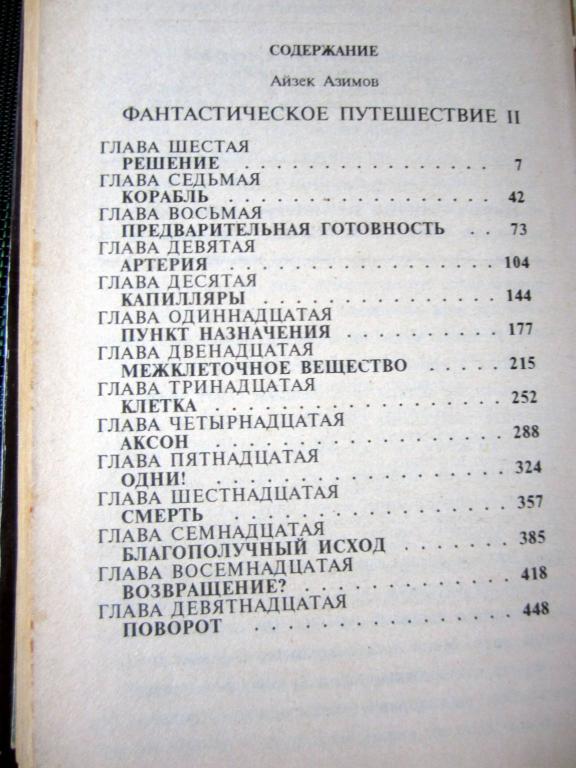 СОДЕРЖАНИЕ
Айзек Азимов
ФАНТАСТИЧЕСКОЕ ПУТЕШЕСТВИЕ II
ГЛАВА ШЕСТАЯ
РЕШЕНИЕ . . . . . . . . . . . . . 7
ГЛАВА СЕДЬМАЯ
КОРАБЛЬ . . . . . . . . . . . . . 42
ГЛАВА ВОСЬМАЯ
ПРЕДВАРИТЕЛЬНАЯ ГОТОВНОСТЬ . . 73
ГЛАВА ДЕВЯТАЯ
АРТЕРИЯ . . . . . . . . . . . . . 104
ГЛАВА ДЕСЯТАЯ
КАПИЛЛЯРЫ . . . . . . . . . . . . 144
ГЛАВА ОДИННАДЦАТАЯ
ПУНКТ НАЗНАЧЕНИЯ . . . . . . . . 177
ГЛАВА ДВЕНАДЦАТАЯ
МЕЖКЛЕТОЧНОЕ ВЕЩЕСТВО . . . . 215
ГЛАВА ТРИНАДЦАТАЯ
КЛЕТКА . . . . . . . . . . . . . . 252
ГЛАВА ЧЕТЫРНАДЦАТАЯ
АКСОН . . . . . . . . . . . . . . 288
ГЛАВА ПЯТНАДЦАТАЯ
ОДНИ! . . . . . . . . . . . . . . 324
ГЛАВА ШЕСТНАДЦАТАЯ
СМЕРТЬ . . . . . . . . . . . . . . 357
ГЛАВА СЕМНАДЦАТАЯ
БЛАГОПОЛУЧНЫЙ ИСХОД . . . . . . 385
ГЛАВА ВОСЕМНАДЦАТАЯ
ВОЗВРАЩЕНИЕ? . . . . . . . . . . 418
ГЛАВА ДЕВЯТНАДЦАТАЯ
ПОВОРОТ . . . . . . . . . . . . . 448